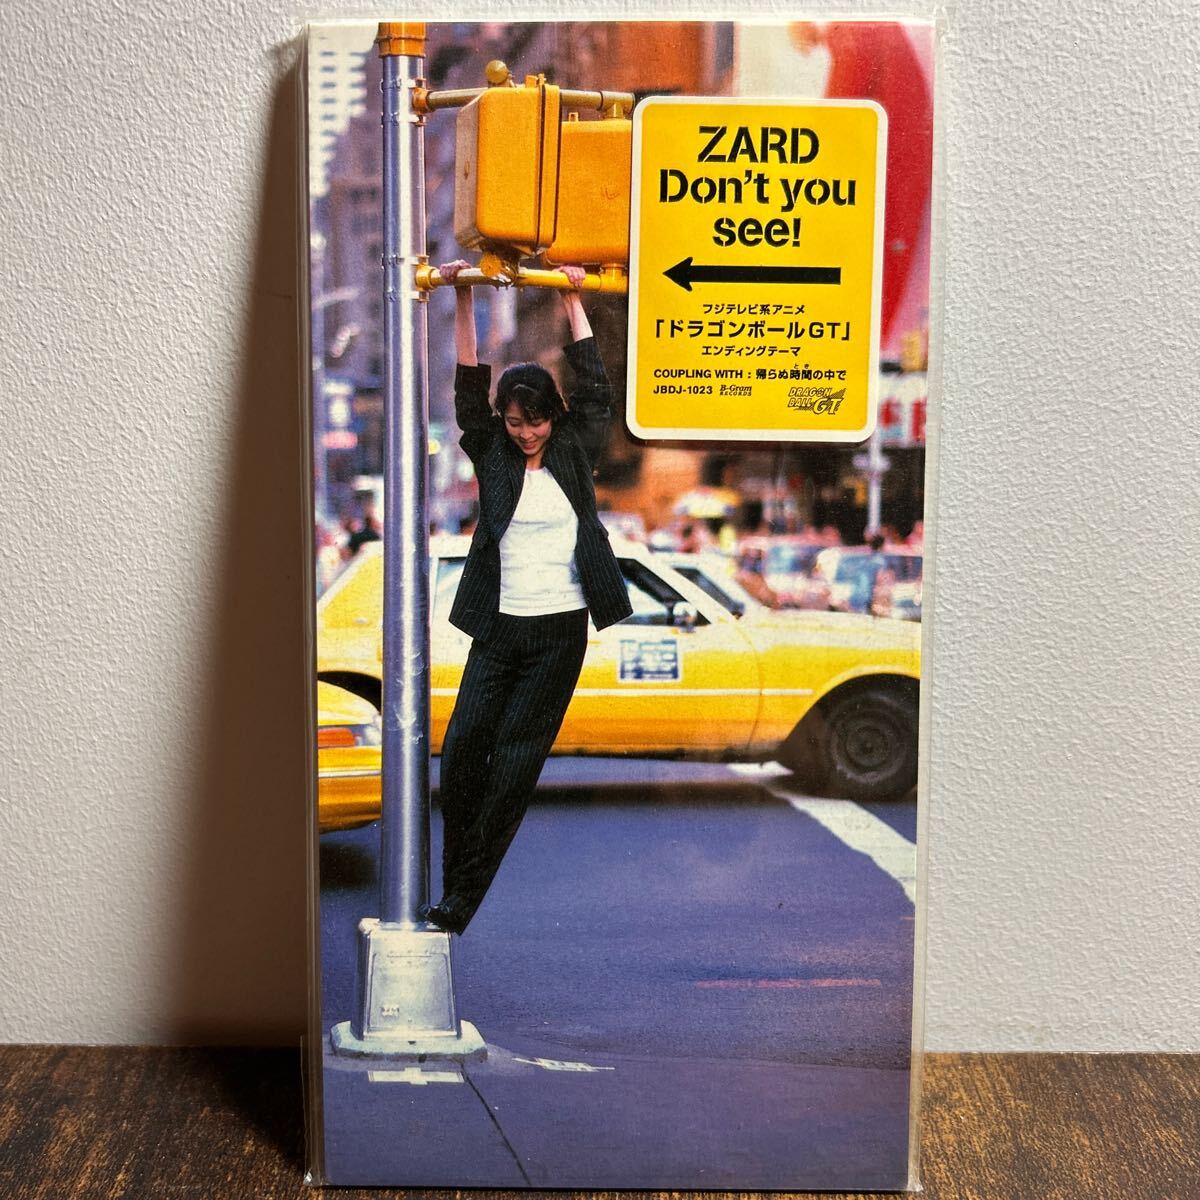 ZARD
Don't you
see!
フジテレビ系アニメ
「ドラゴンボールGT」
エンディングテーマ
とき
COUPLING WITH : 帰らぬ時間の中で
JBDJ-1023 B-Gram RECORDS DRAGON BALL GT